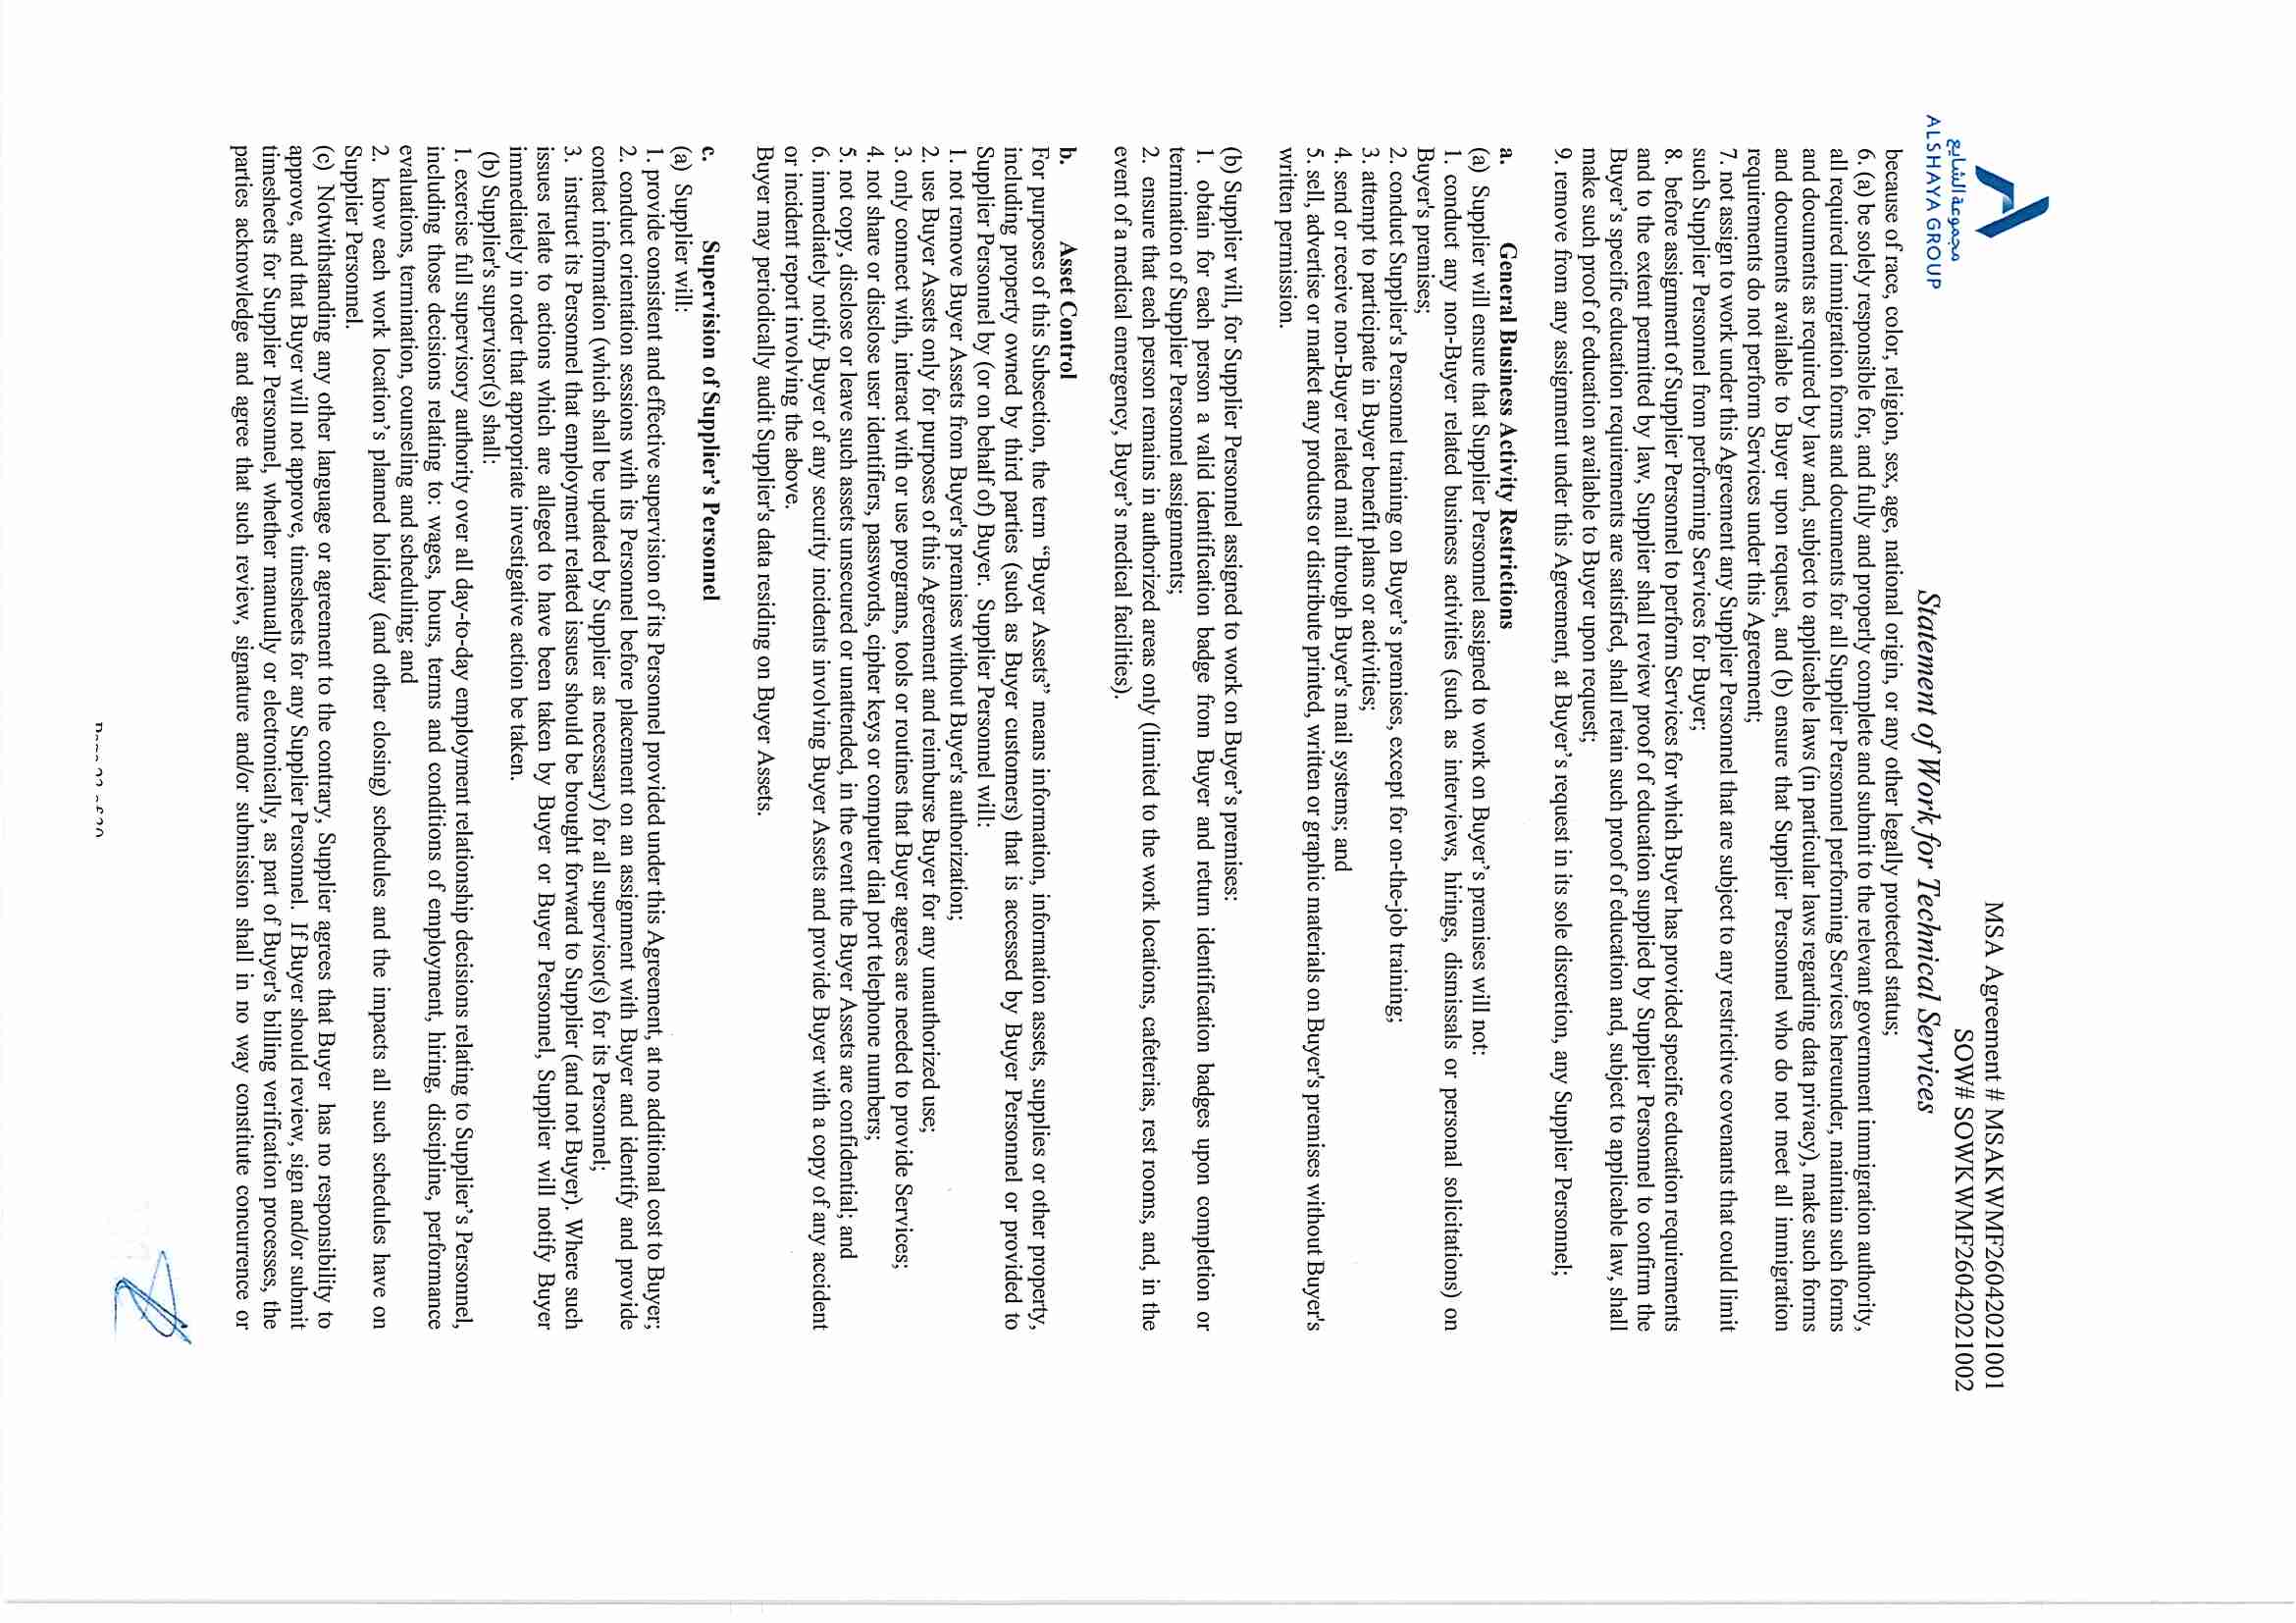 مجموعة الشايع
ALSHAYA GROUP
MSA Agreement # MSAKWMF26042021001
SOW# SOWKWMF26042021002
Statement of Work for Technical Services
because of race, color, religion, sex, age, national origin, or any other legally protected status;
6. (a) be solely responsible for, and fully and properly complete and submit to the relevant government immigration authority,
all required immigration forms and documents for all Supplier Personnel performing Services hereunder, maintain such forms
and documents as required by law and, subject to applicable laws (in particular laws regarding data privacy), make such forms
and documents available to Buyer upon request, and (b) ensure that Supplier Personnel who do not meet all immigration
requirements do not perform Services under this Agreement;
7. not assign to work under this Agreement any Supplier Personnel that are subject to any restrictive covenants that could limit
such Supplier Personnel from performing Services for Buyer;
8. before assignment of Supplier Personnel to perform Services for which Buyer has provided specific education requirements
and to the extent permitted by law, Supplier shall review proof of education supplied by Supplier Personnel to confirm the
Buyer's specific education requirements are satisfied, shall retain such proof of education and, subject to applicable law, shall
make such proof of education available to Buyer upon request;
9. remove from any assignment under this Agreement, at Buyer's request in its sole discretion, any Supplier Personnel;
a. General Business Activity Restrictions
(a) Supplier will ensure that Supplier Personnel assigned to work on Buyer's premises will not:
1. conduct any non-Buyer related business activities (such as interviews, hirings, dismissals or personal solicitations) on
Buyer's premises;
2. conduct Supplier's Personnel training on Buyer's premises, except for on-the-job training;
3. attempt to participate in Buyer benefit plans or activities;
4. send or receive non-Buyer related mail through Buyer's mail systems; and
5. sell, advertise or market any products or distribute printed, written or graphic materials on Buyer's premises without Buyer's
written permission.
(b) Supplier will, for Supplier Personnel assigned to work on Buyer's premises:
1. obtain for each person a valid identification badge from Buyer and return identification badges upon completion or
termination of Supplier Personnel assignments;
2. ensure that each person remains in authorized areas only (limited to the work locations, cafeterias, rest rooms, and, in the
event of a medical emergency, Buyer's medical facilities).
b. Asset Control
For purposes of this Subsection, the term “Buyer Assets” means information, information assets, supplies or other property,
including property owned by third parties (such as Buyer customers) that is accessed by Buyer Personnel or provided to
Supplier Personnel by (or on behalf of) Buyer. Supplier Personnel will:
1. not remove Buyer Assets from Buyer's premises without Buyer's authorization;
2. use Buyer Assets only for purposes of this Agreement and reimburse Buyer for any unauthorized use;
3. only connect with, interact with or use programs, tools or routines that Buyer agrees are needed to provide Services;
4. not share or disclose user identifiers, passwords, cipher keys or computer dial port telephone numbers;
5. not copy, disclose or leave such assets unsecured or unattended, in the event the Buyer Assets are confidential; and
6. immediately notify Buyer of any security incidents involving Buyer Assets and provide Buyer with a copy of any accident
or incident report involving the above.
Buyer may periodically audit Supplier's data residing on Buyer Assets.
c. Supervision of Supplier's Personnel
(a) Supplier will:
1. provide consistent and effective supervision of its Personnel provided under this Agreement, at no additional cost to Buyer;
2. conduct orientation sessions with its Personnel before placement on an assignment with Buyer and identify and provide
contact information (which shall be updated by Supplier as necessary) for all supervisor(s) for its Personnel;
3. instruct its Personnel that employment related issues should be brought forward to Supplier (and not Buyer). Where such
issues relate to actions which are alleged to have been taken by Buyer or Buyer Personnel, Supplier will notify Buyer
immediately in order that appropriate investigative action be taken.
(b) Supplier's supervisor(s) shall:
1. exercise full supervisory authority over all day-to-day employment relationship decisions relating to Supplier's Personnel,
including those decisions relating to: wages, hours, terms and conditions of employment, hiring, discipline, performance
evaluations, termination, counseling and scheduling; and
2. know each work location's planned holiday (and other closing) schedules and the impacts all such schedules have on
Supplier Personnel.
(c) Notwithstanding any other language or agreement to the contrary, Supplier agrees that Buyer has no responsibility to
approve, and that Buyer will not approve, timesheets for any Supplier Personnel. If Buyer should review, sign and/or submit
timesheets for Supplier Personnel, whether manually or electronically, as part of Buyer's billing verification processes, the
parties acknowledge and agree that such review, signature and/or submission shall in no way constitute concurrence or